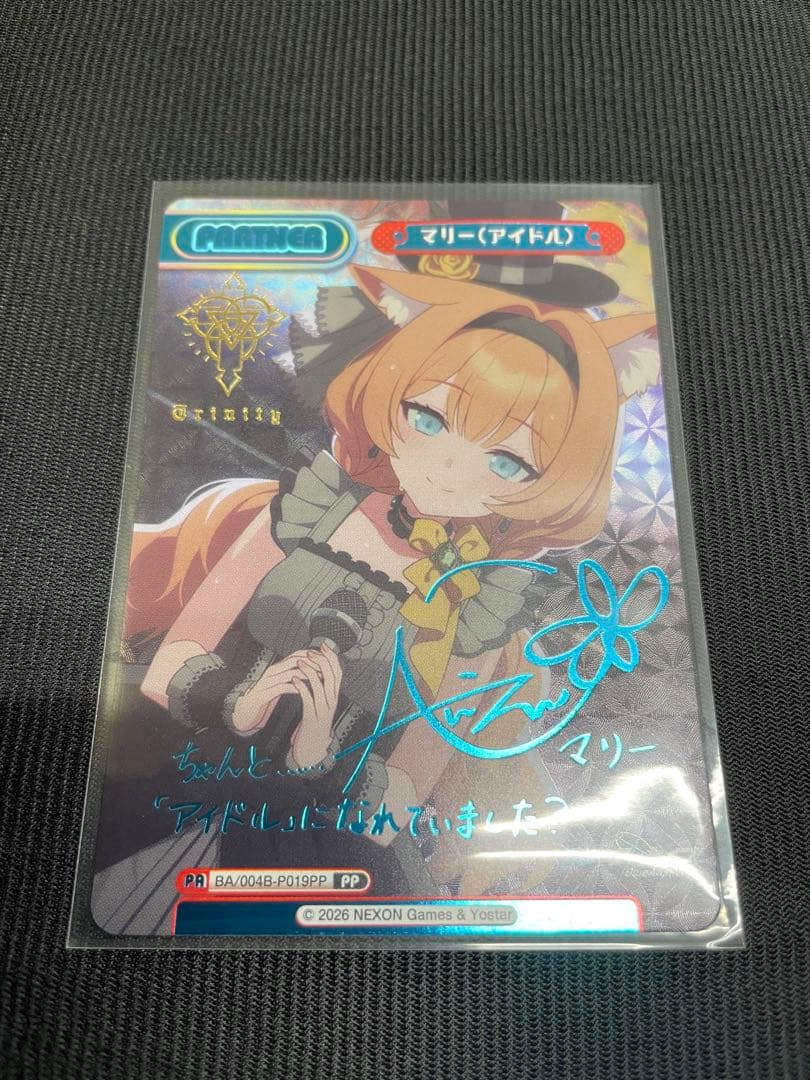 PARTNER
マリー(アイドル)
Trinity
マリー
ちゃんと……
「アイドル」になれていました?
PA BA/004B-P019PP PP
© 2026 NEXON Games & Yostar